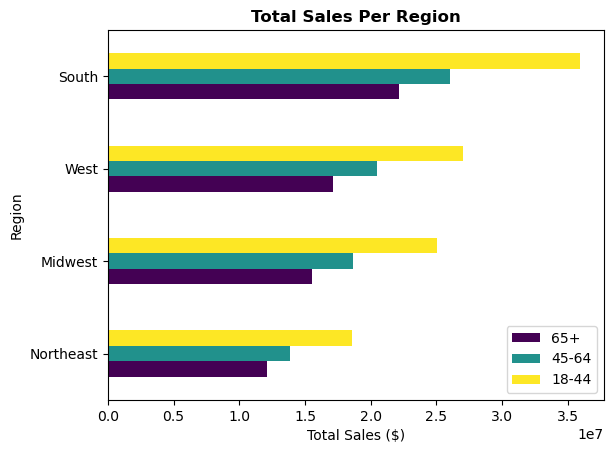 Total Sales Per Region
Region
South
West
Midwest
Northeast
65+
45-64
18-44
0.0 0.5 1.0 1.5 2.0 2.5 3.0 3.5
1e7
Total Sales ($)